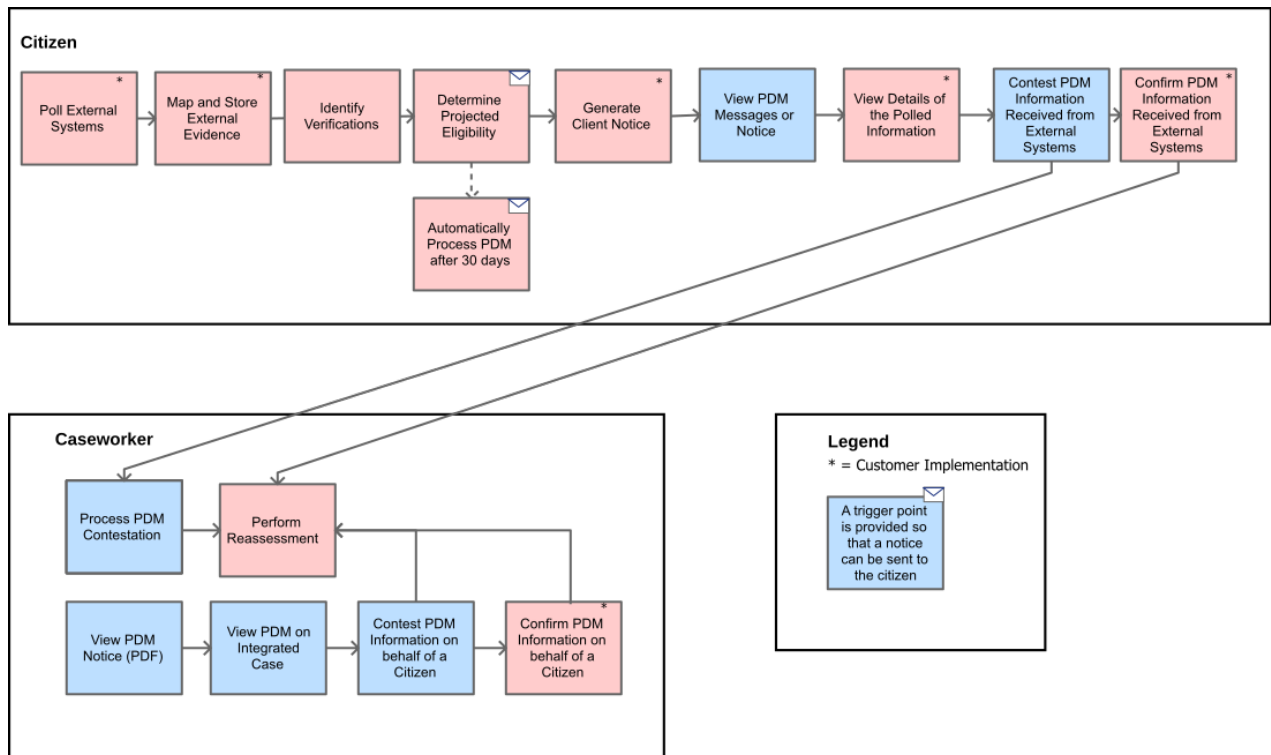 Citizen
*
Poll External
Systems
*
Map and Store
External
Evidence
Identify
Verifications
Determine
Projected
Eligibility
*
Generate
Client Notice
View PDM
Messages or
Notice
*
View Details of
the Polled
Information
Contest PDM
Information
Received from
External
Systems
*
Confirm PDM
Information
Received from
External
Systems
Automatically
Process PDM
after 30 days
Caseworker
Process PDM
Contestation
Perform
Reassessment
View PDM
Notice (PDF)
View PDM on
Integrated
Case
Contest PDM
Information on
behalf of a
Citizen
*
Confirm PDM
Information on
behalf of a
Citizen
Legend
* = Customer Implementation
A trigger point
is provided so
that a notice
can be sent to
the citizen